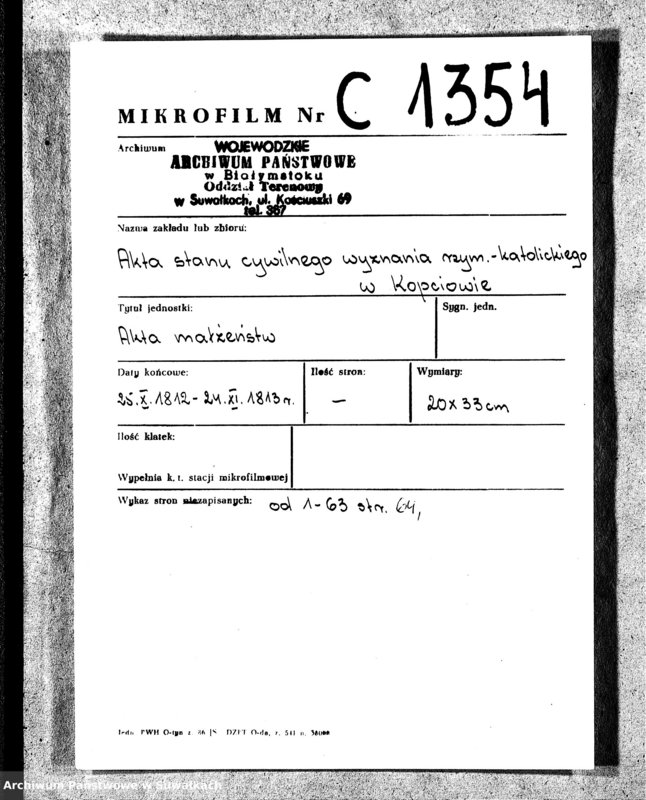 MIKROFILM Nr C 1354
Archiwum
WOJEWODZKIE
ARCHIWUM PAŃSTWOWE
w Białymstoku
Oddział Terenowy
w Suwałkach, ul. Kościuszki 69
tel. 367
Nazwa zakładu lub zbioru:
Akta stanu cywilnego wyznania rzym.-katolickiego
w Kopciowie
Tytuł jednostki:
Sygn. jedn.
Akta małżeństw
Daty końcowe:
Ilość stron:
Wymiary:
25.X.1812-24.XI.1813 r.
—
20x33cm
Ilość klatek:
Wypełnia k. t. stacji mikrofilmowej
Wykaz stron niezapisanych: od 1-63 str. 64,
PWH
Archiwum Państwowe w Suwałkach